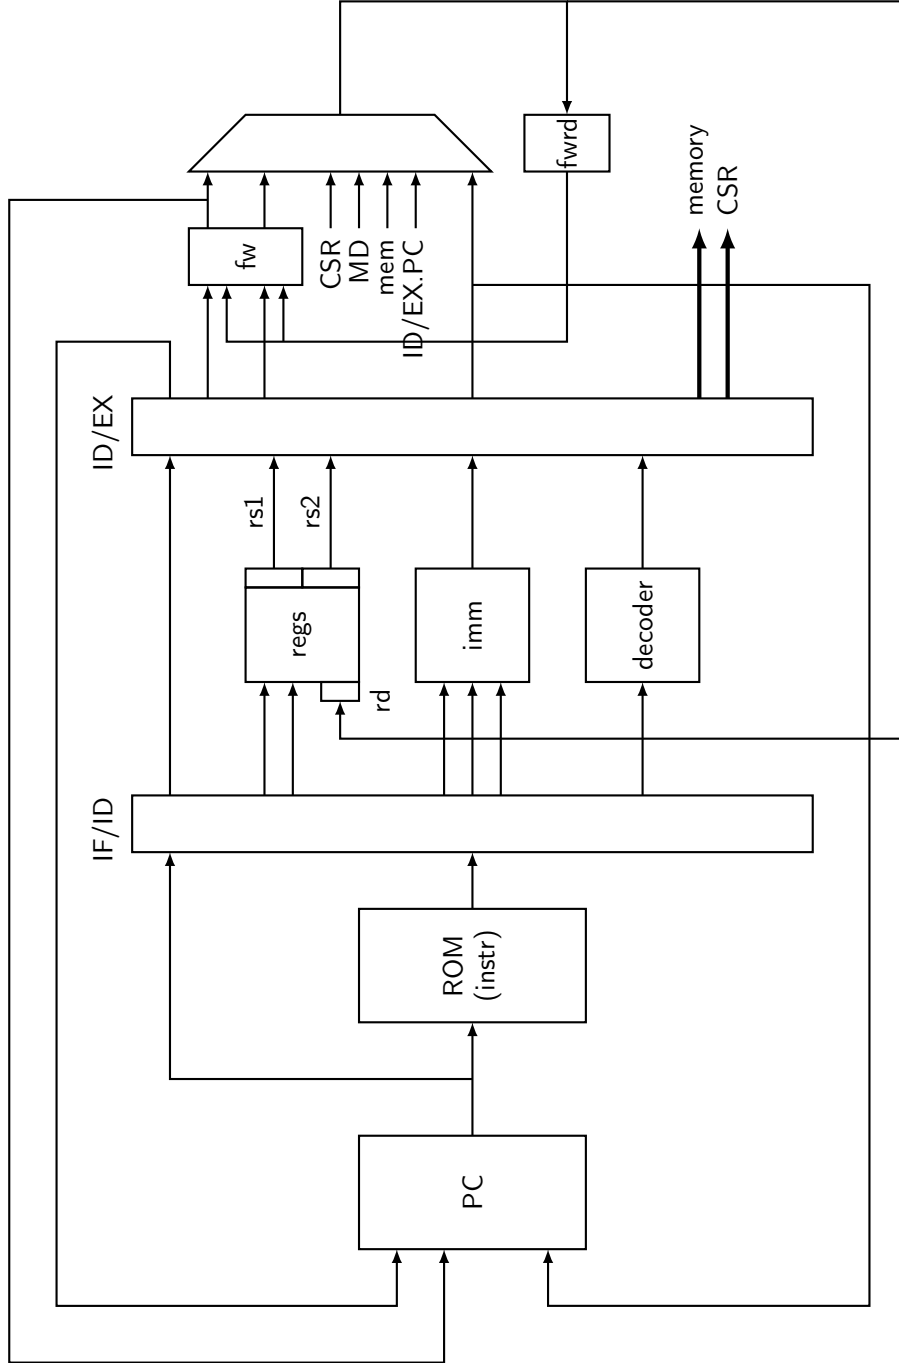 PC
ROM
(instr)
IF/ID
regs
rd
rs1
rs2
imm
decoder
ID/EX
fw
CSR
MD
mem
ID/EX.PC
fwrd
memory
CSR